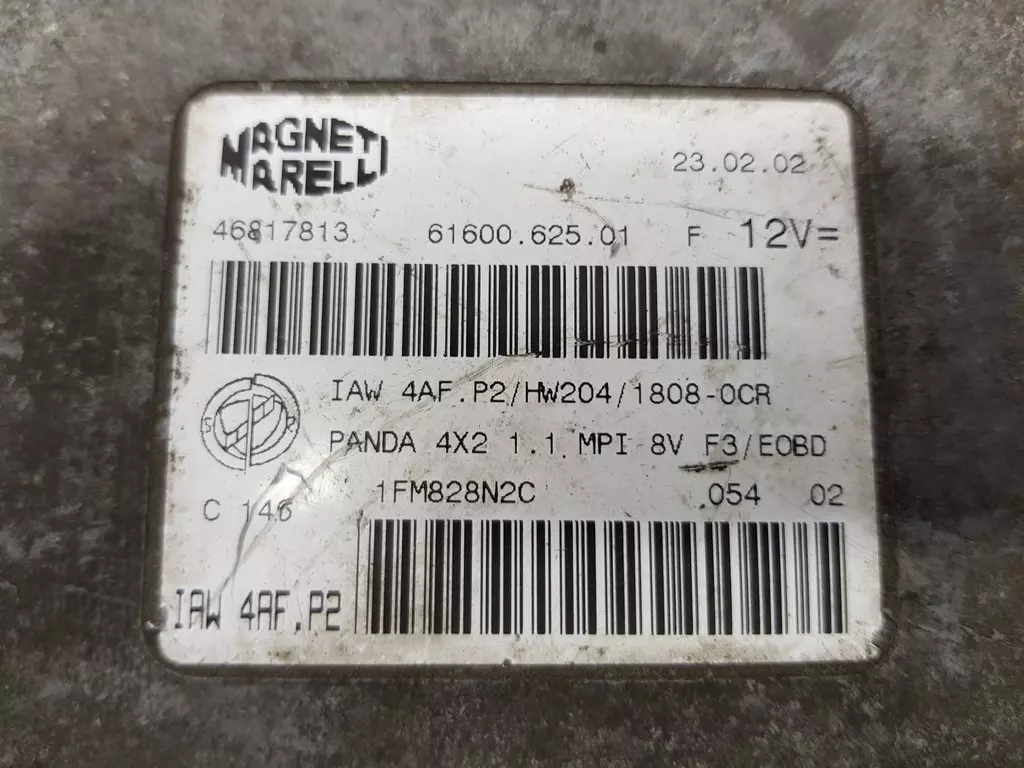 MAGNETI
MARELLI
23.02.02
46817813. 61600.625.01 F 12V=
IAW 4AF.P2/HW204/1808-0CR
PANDA 4X2 1.1 MPI 8V F3/EOBD
1FM828N2C .054 02
C 146
IAW 4AF.P2